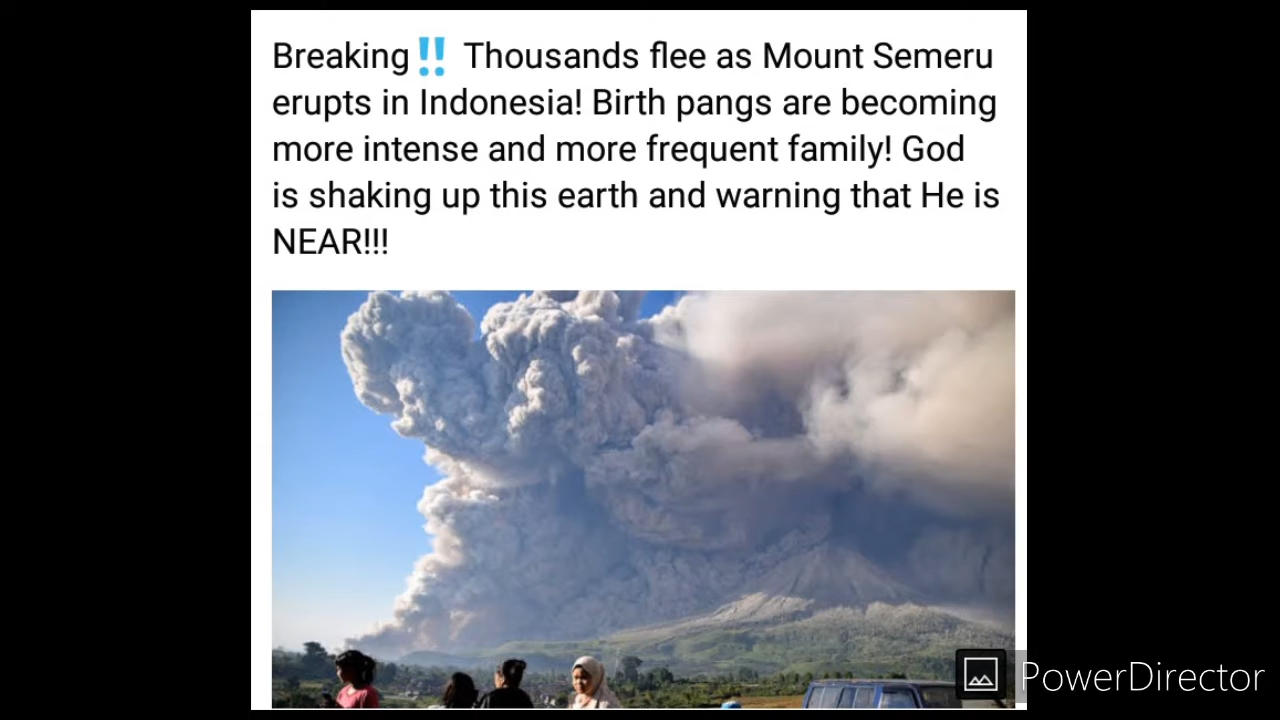 Breaking‼️ Thousands flee as Mount Semeru
erupts in Indonesia! Birth pangs are becoming
more intense and more frequent family! God
is shaking up this earth and warning that He is
NEAR!!!
PowerDirector